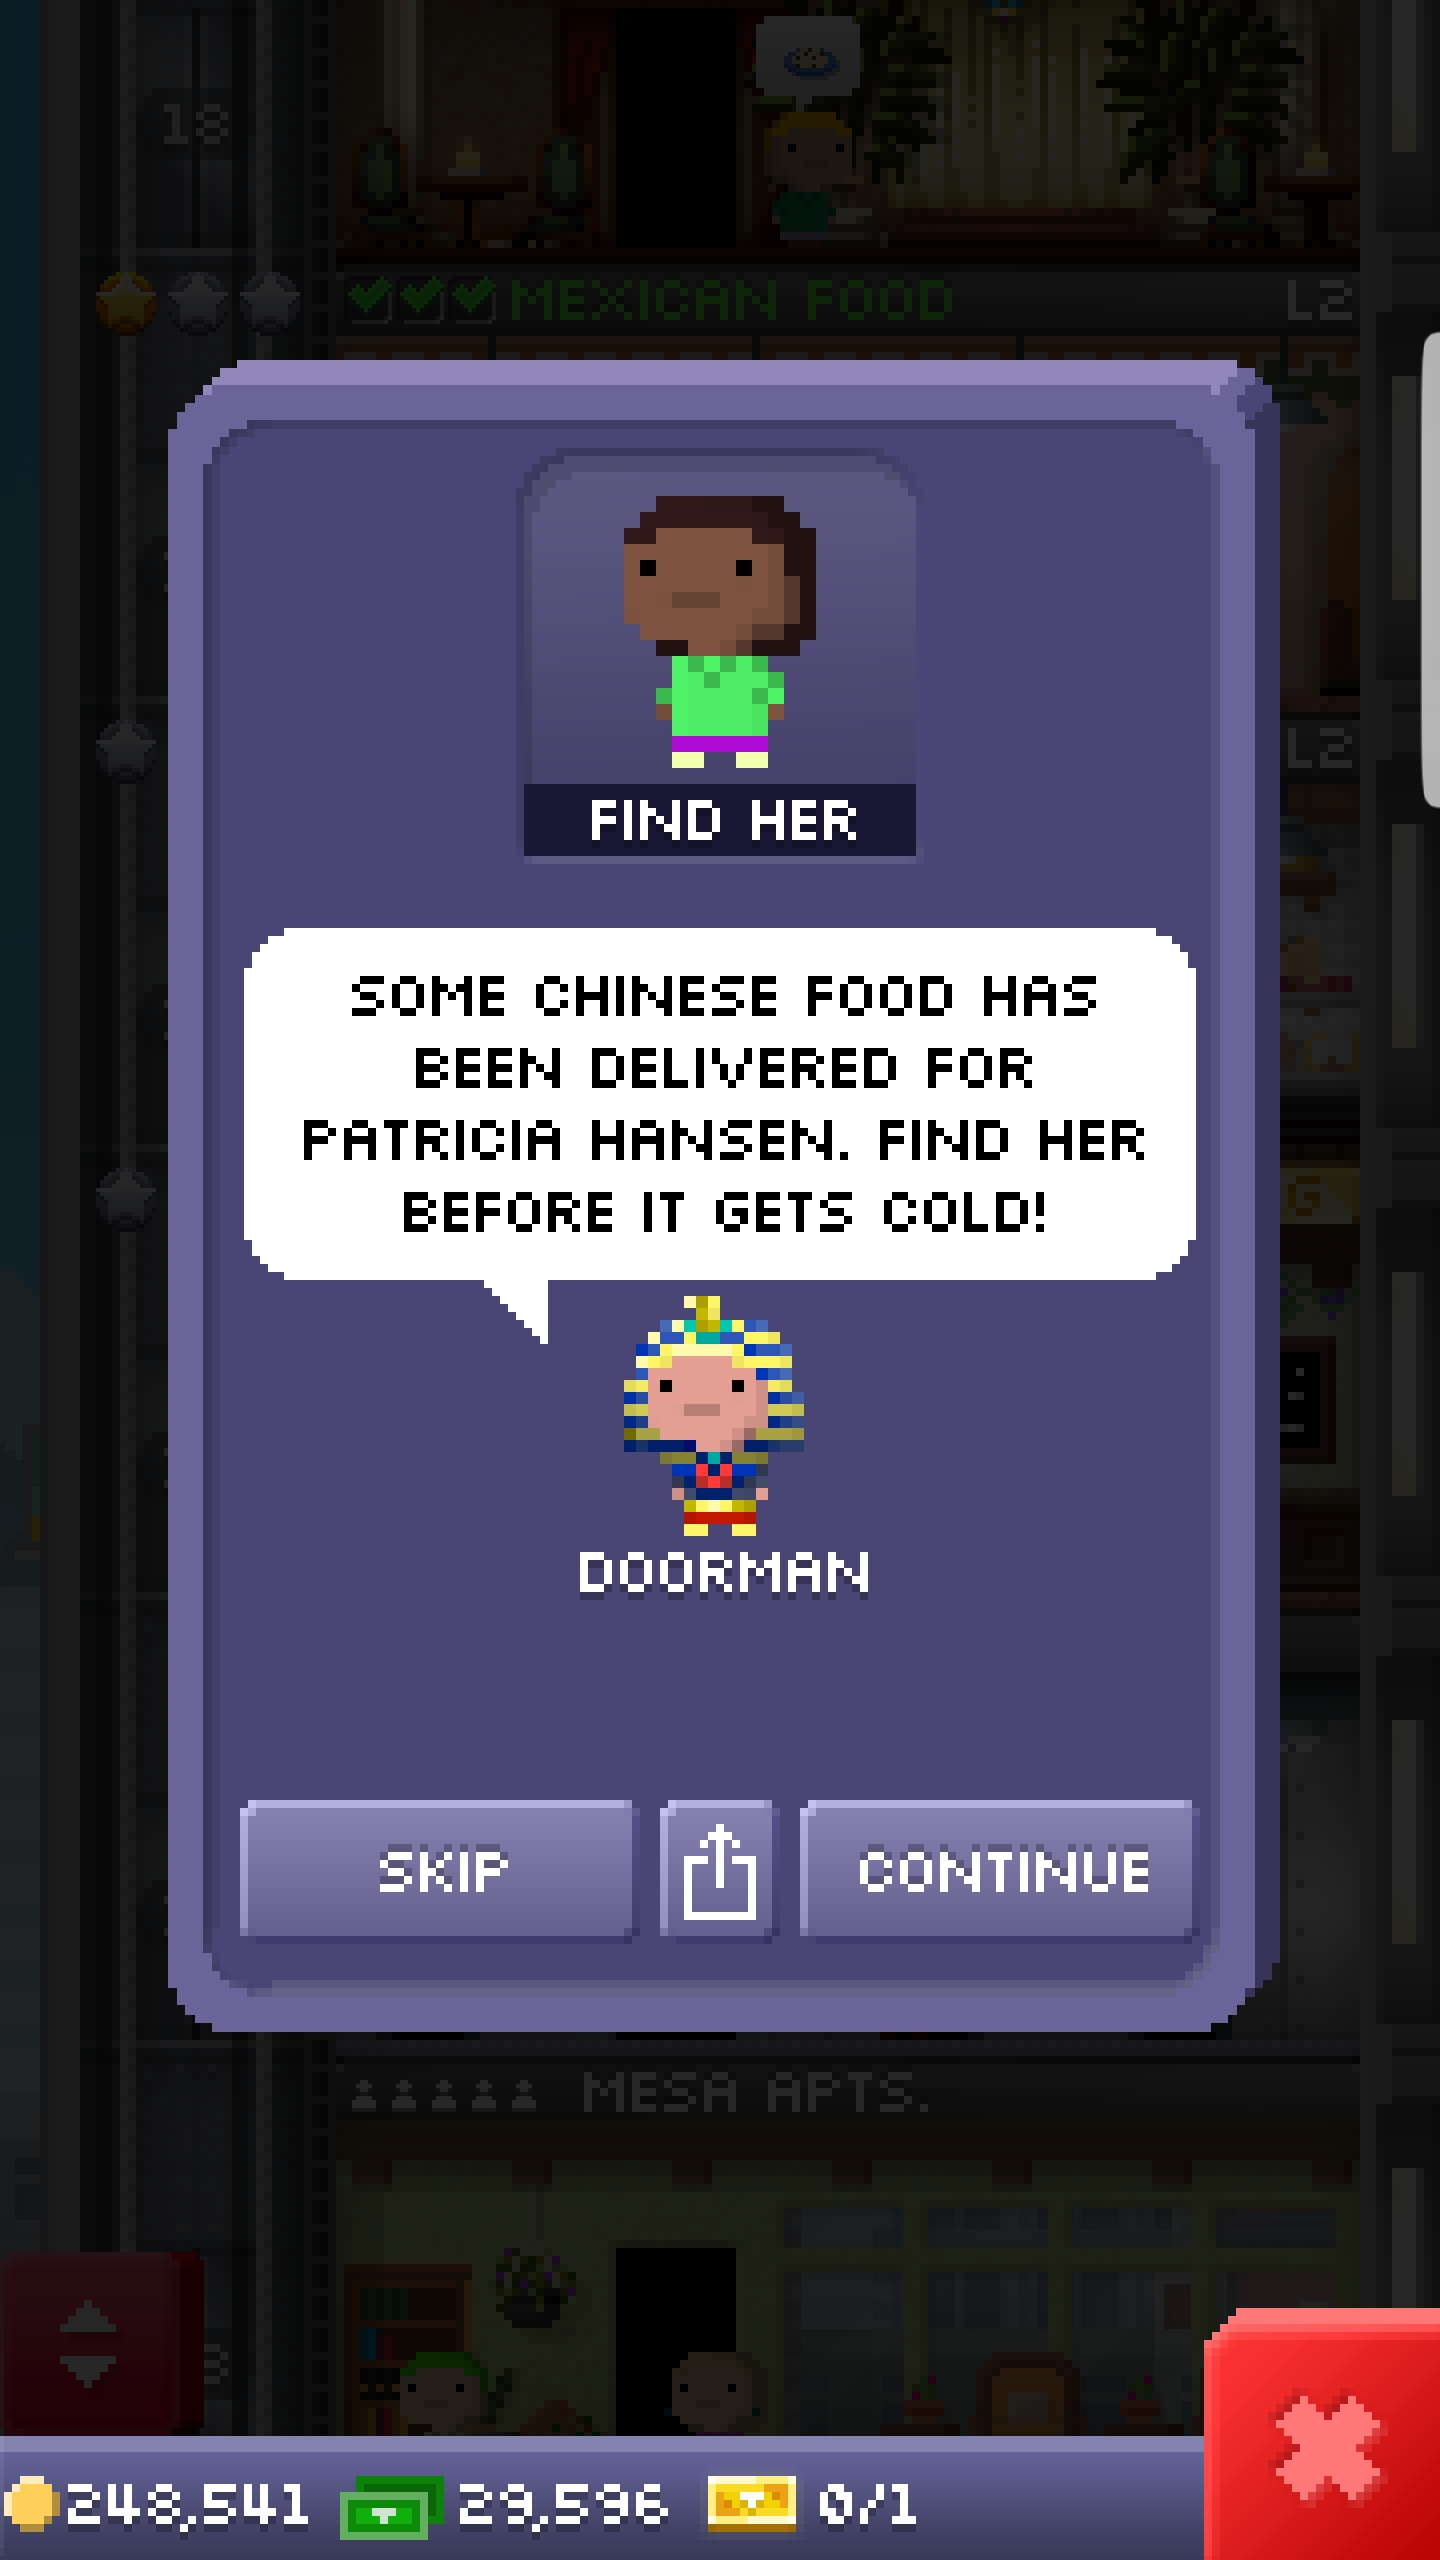 18
MEXICAN FOOD L2
FIND HER
L2
SOME CHINESE FOOD HAS
BEEN DELIVERED FOR
PATRICIA HANSEN. FIND HER
BEFORE IT GETS COLD!
DOORMAN
SKIP
CONTINUE
MESA APTS.
248,541 29,596 0/1